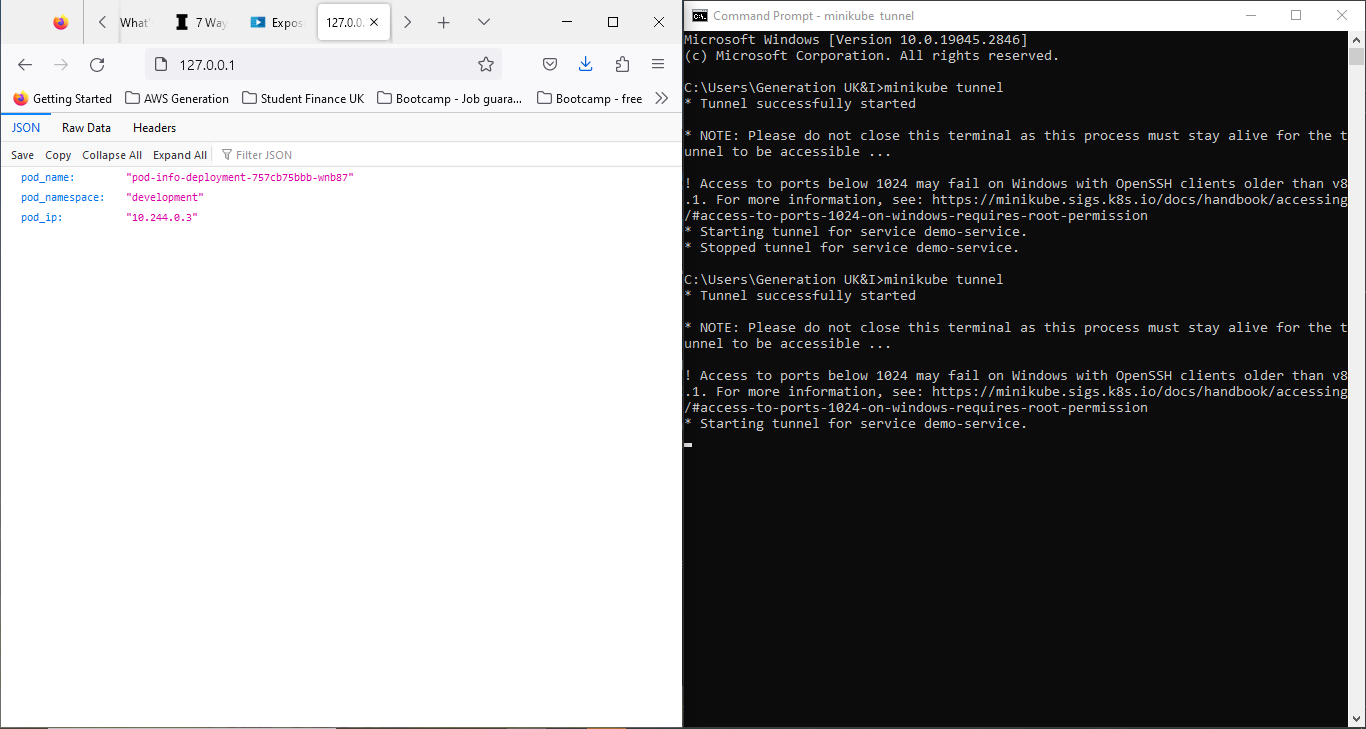 What'
7 Way
Expos
127.0.0.
127.0.0.1
Getting Started
AWS Generation
Student Finance UK
Bootcamp - Job guara...
Bootcamp - free
JSON
Raw Data
Headers
Save
Copy
Collapse All
Expand All
Filter JSON
pod_name: "pod-info-deployment-757cb75bbb-wnb87"
pod_namespace: "development"
pod_ip: "10.244.0.3"
Command Prompt - minikube tunnel
Microsoft Windows [Version 10.0.19045.2846]
(c) Microsoft Corporation. All rights reserved.
C:\Users\Generation UK&I>minikube tunnel
* Tunnel successfully started
* NOTE: Please do not close this terminal as this process must stay alive for the t
unnel to be accessible ...
! Access to ports below 1024 may fail on Windows with OpenSSH clients older than v8
.1. For more information, see: https://minikube.sigs.k8s.io/docs/handbook/accessing
/#access-to-ports-1024-on-windows-requires-root-permission
* Starting tunnel for service demo-service.
* Stopped tunnel for service demo-service.
C:\Users\Generation UK&I>minikube tunnel
* Tunnel successfully started
* NOTE: Please do not close this terminal as this process must stay alive for the t
unnel to be accessible ...
! Access to ports below 1024 may fail on Windows with OpenSSH clients older than v8
.1. For more information, see: https://minikube.sigs.k8s.io/docs/handbook/accessing
/#access-to-ports-1024-on-windows-requires-root-permission
* Starting tunnel for service demo-service.